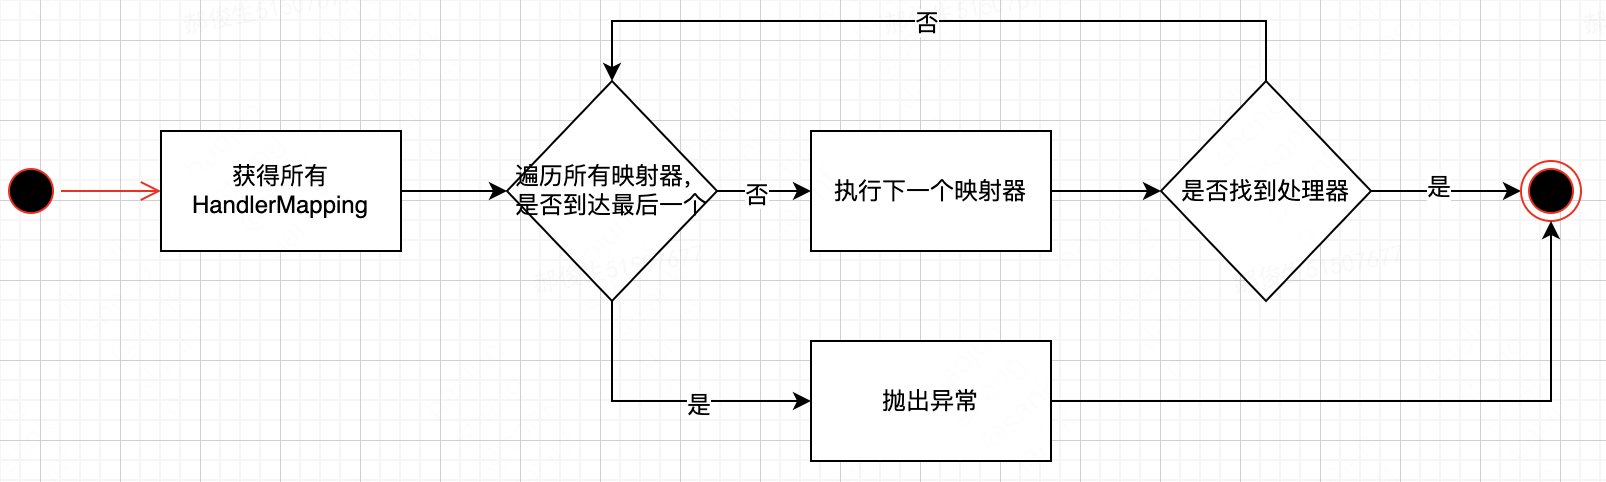 否
获得所有
HandlerMapping
遍历所有映射器，
是否到达最后一个
否
执行下一个映射器
是否找到处理器
是
是
抛出异常